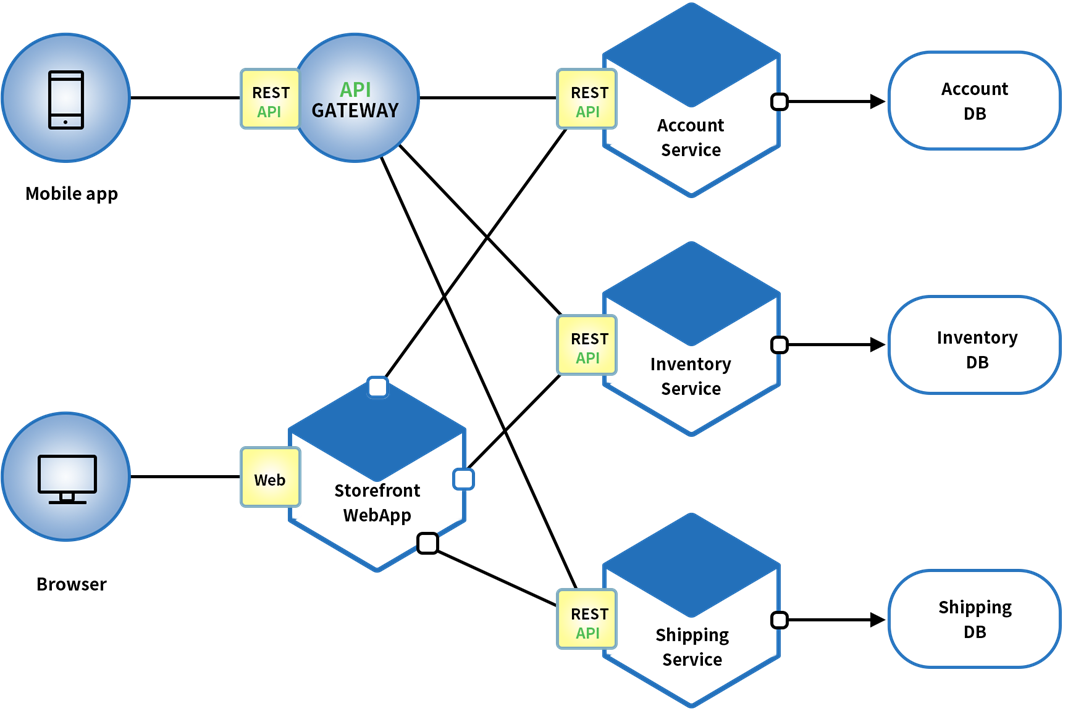 Mobile app
REST
API
API
GATEWAY
REST
API
Account
Service
Account
DB
REST
API
Inventory
Service
Inventory
DB
Browser
Web
Storefront
WebApp
REST
API
Shipping
Service
Shipping
DB